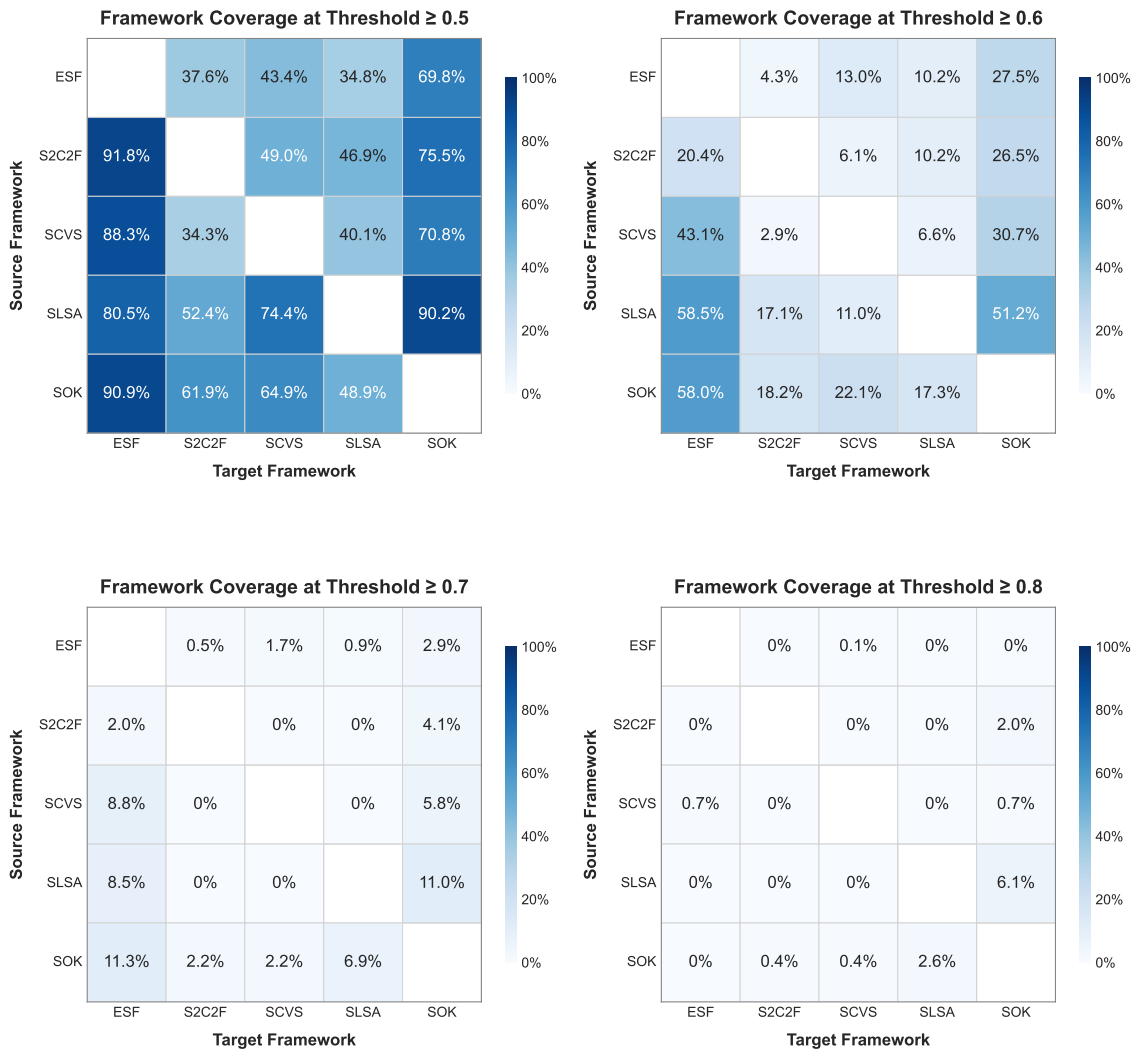 Framework Coverage at Threshold ≥ 0.5
Source Framework
ESF 37.6% 43.4% 34.8% 69.8%
S2C2F 91.8% 49.0% 46.9% 75.5%
SCVS 88.3% 34.3% 40.1% 70.8%
SLSA 80.5% 52.4% 74.4% 90.2%
SOK 90.9% 61.9% 64.9% 48.9%
ESF S2C2F SCVS SLSA SOK
Target Framework
100%
80%
60%
40%
20%
0%
Framework Coverage at Threshold ≥ 0.6
Source Framework
ESF 4.3% 13.0% 10.2% 27.5%
S2C2F 20.4% 6.1% 10.2% 26.5%
SCVS 43.1% 2.9% 6.6% 30.7%
SLSA 58.5% 17.1% 11.0% 51.2%
SOK 58.0% 18.2% 22.1% 17.3%
ESF S2C2F SCVS SLSA SOK
Target Framework
100%
80%
60%
40%
20%
0%
Framework Coverage at Threshold ≥ 0.7
Source Framework
ESF 0.5% 1.7% 0.9% 2.9%
S2C2F 2.0% 0% 0% 4.1%
SCVS 8.8% 0% 0% 5.8%
SLSA 8.5% 0% 0% 11.0%
SOK 11.3% 2.2% 2.2% 6.9%
ESF S2C2F SCVS SLSA SOK
Target Framework
100%
80%
60%
40%
20%
0%
Framework Coverage at Threshold ≥ 0.8
Source Framework
ESF 0% 0.1% 0% 0%
S2C2F 0% 0% 0% 2.0%
SCVS 0.7% 0% 0% 0.7%
SLSA 0% 0% 0% 6.1%
SOK 0% 0.4% 0.4% 2.6%
ESF S2C2F SCVS SLSA SOK
Target Framework
100%
80%
60%
40%
20%
0%